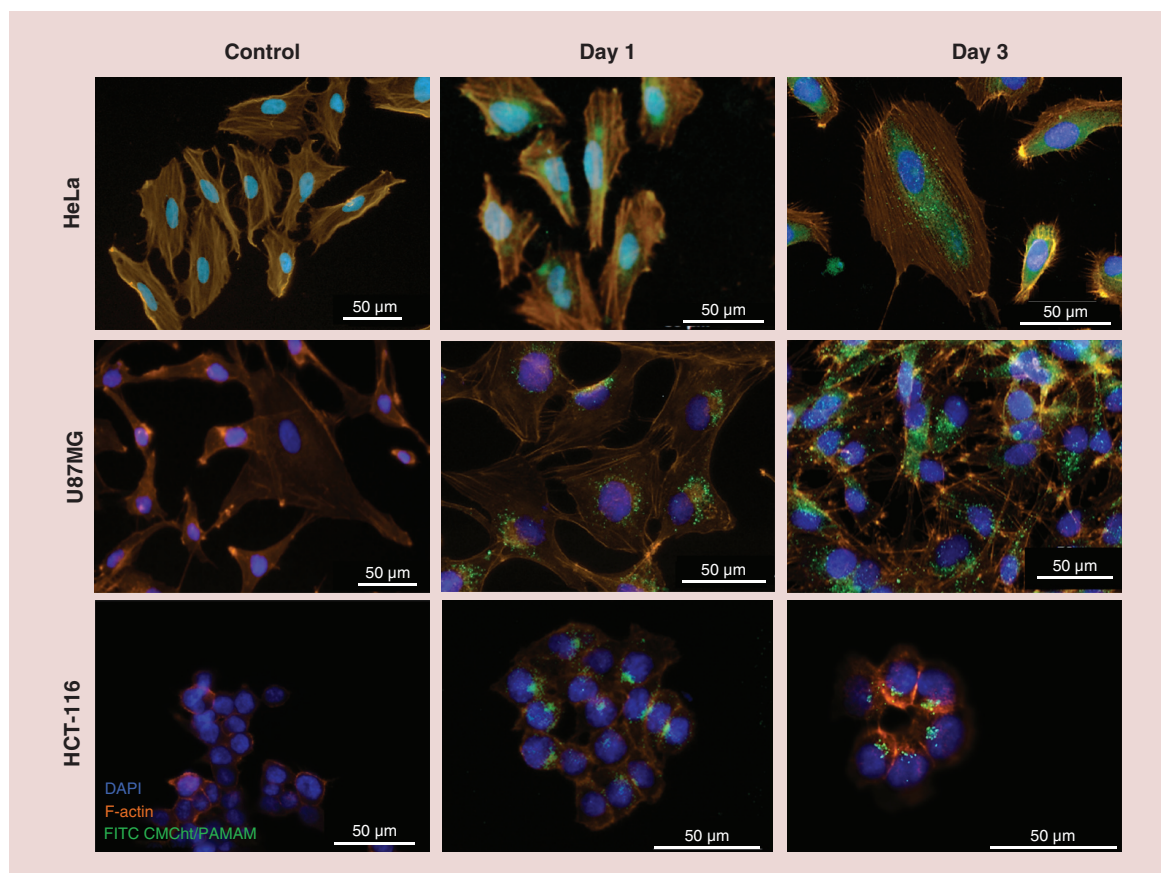 Control
Day 1
Day 3
HeLa
50 µm
50 µm
50 µm
U87MG
50 µm
50 µm
50 µm
HCT-116
DAPI
F-actin
FITC CMCht/PAMAM
50 µm
50 µm
50 µm